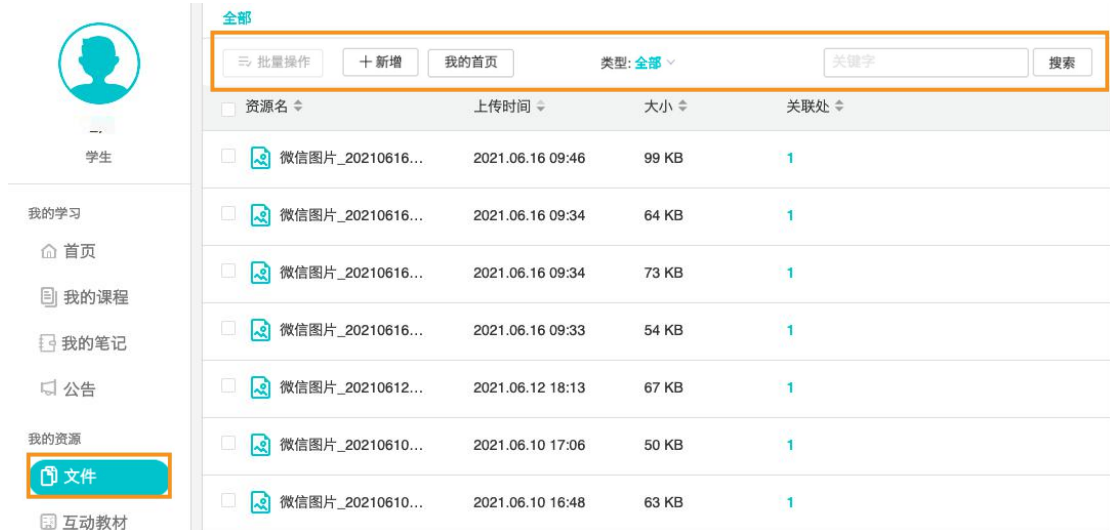 全部
批量操作 新增 我的首页 类型: 全部 关键字 搜索
资源名 上传时间 大小 关联处
微信图片_20210616... 2021.06.16 09:46 99 KB 1
微信图片_20210616... 2021.06.16 09:34 64 KB 1
微信图片_20210616... 2021.06.16 09:34 73 KB 1
微信图片_20210616... 2021.06.16 09:33 54 KB 1
微信图片_20210612... 2021.06.12 18:13 67 KB 1
微信图片_20210610... 2021.06.10 17:06 50 KB 1
微信图片_20210610... 2021.06.10 16:48 63 KB 1
学生
我的学习
首页
我的课程
我的笔记
公告
我的资源
文件
互动教材